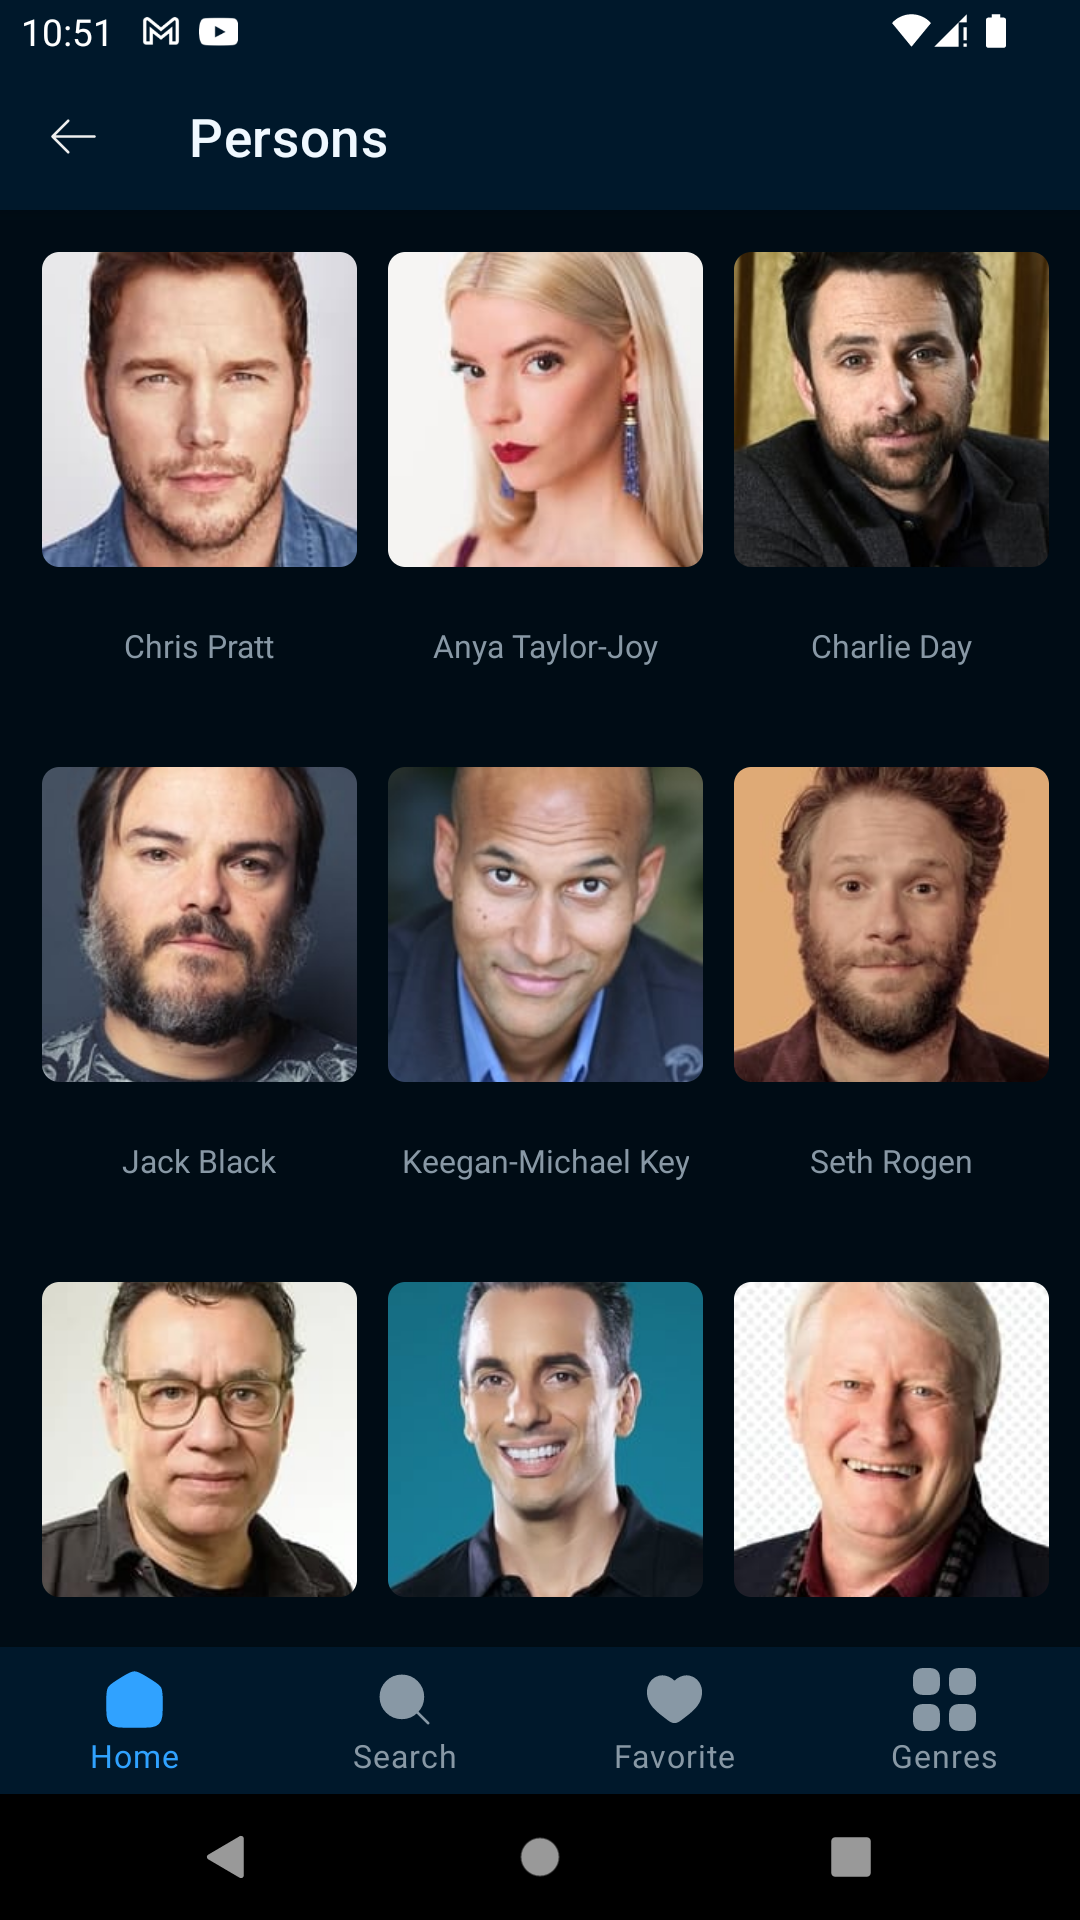 10:51
Persons
Chris Pratt
Anya Taylor-Joy
Charlie Day
Jack Black
Keegan-Michael Key
Seth Rogen
Home
Search
Favorite
Genres